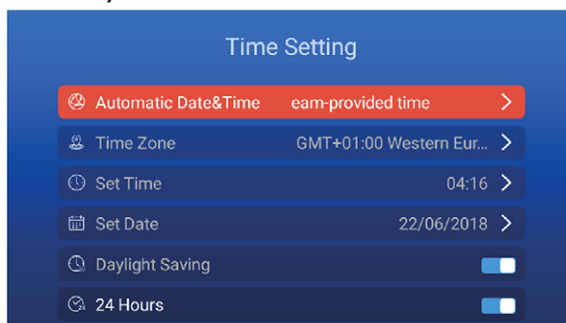 Time Setting
Automatic Date&Time eam-provided time
Time Zone GMT+01:00 Western Eur...
Set Time 04:16
Set Date 22/06/2018
Daylight Saving
24 Hours